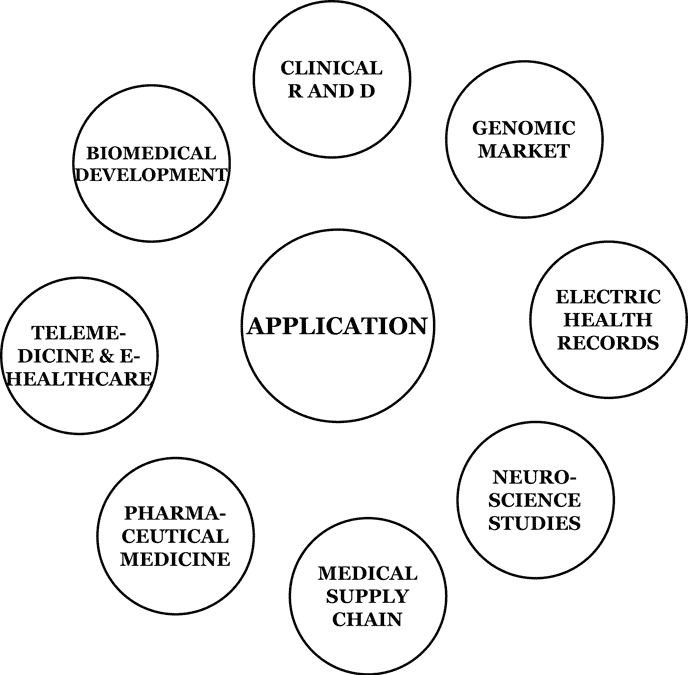 CLINICAL
R AND D
GENOMIC
MARKET
BIOMEDICAL
DEVELOPMENT
ELECTRIC
HEALTH
RECORDS
APPLICATION
TELEME-
DICINE & E-
HEALTHCARE
NEURO-
SCIENCE
STUDIES
PHARMA-
CEUTICAL
MEDICINE
MEDICAL
SUPPLY
CHAIN